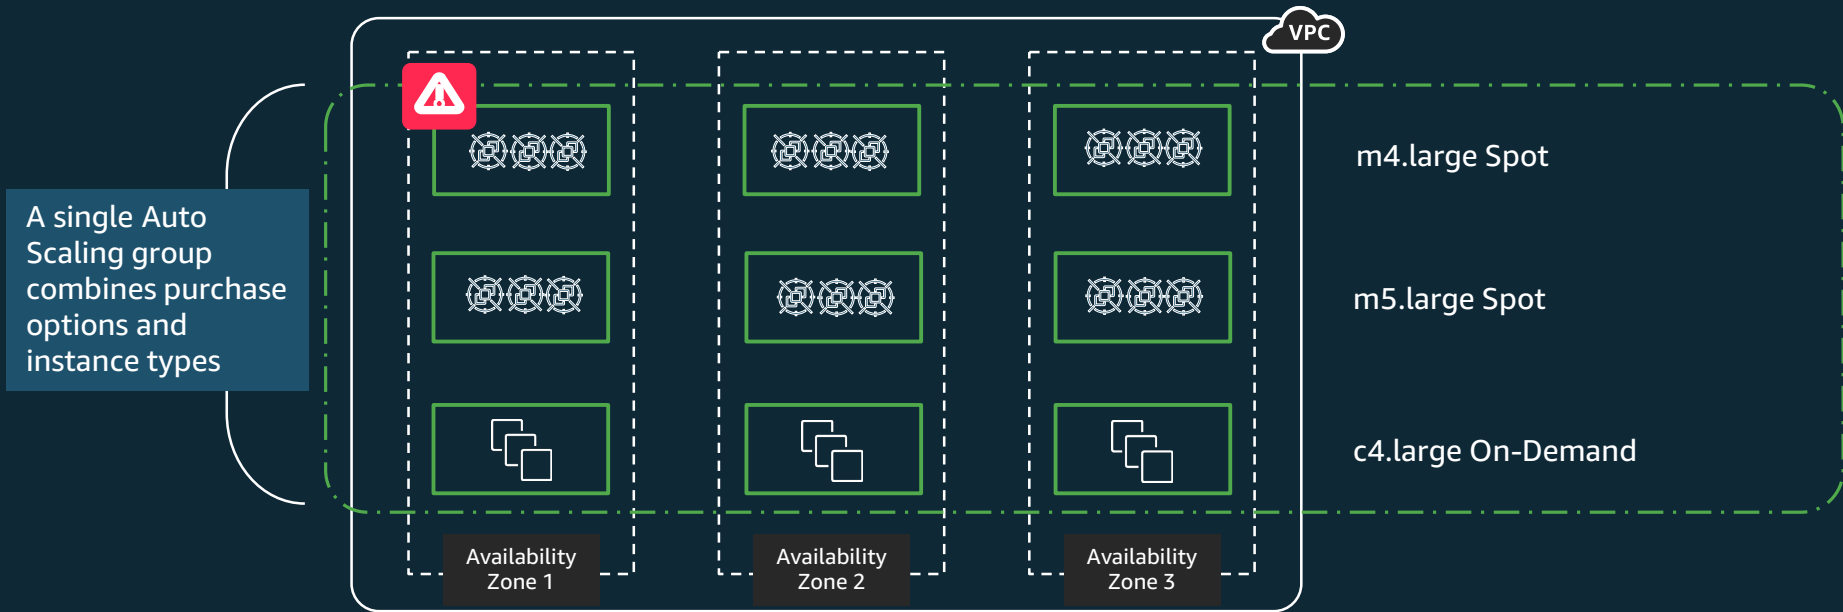 VPC
A single Auto
Scaling group
combines purchase
options and
instance types
m4.large Spot
m5.large Spot
c4.large On-Demand
Availability
Zone 1
Availability
Zone 2
Availability
Zone 3